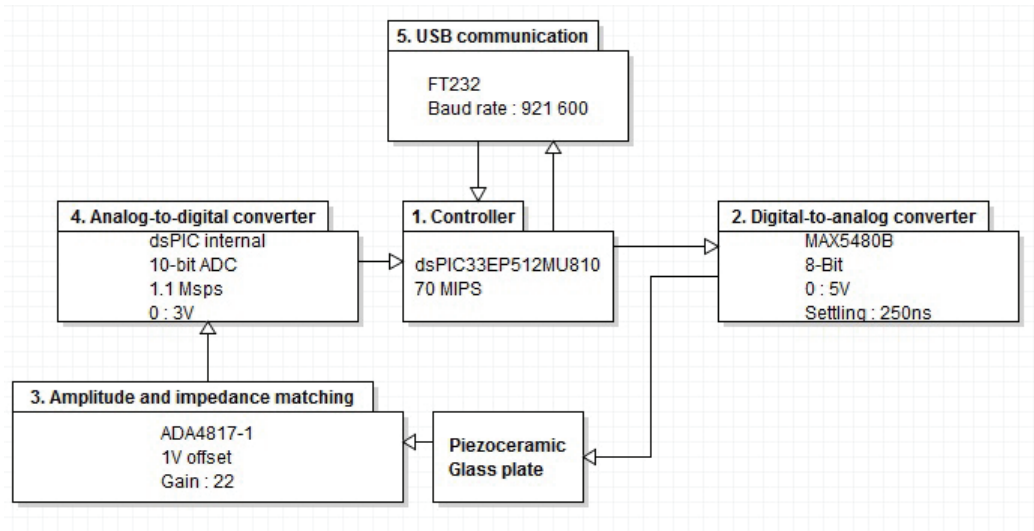 5. USB communication
FT232
Baud rate : 921 600
4. Analog-to-digital converter
dsPIC internal
10-bit ADC
1.1 Msps
0 : 3V
1. Controller
dsPIC33EP512MU810
70 MIPS
2. Digital-to-analog converter
MAX5480B
8-Bit
0 : 5V
Settling : 250ns
3. Amplitude and impedance matching
ADA4817-1
1V offset
Gain : 22
Piezoceramic
Glass plate